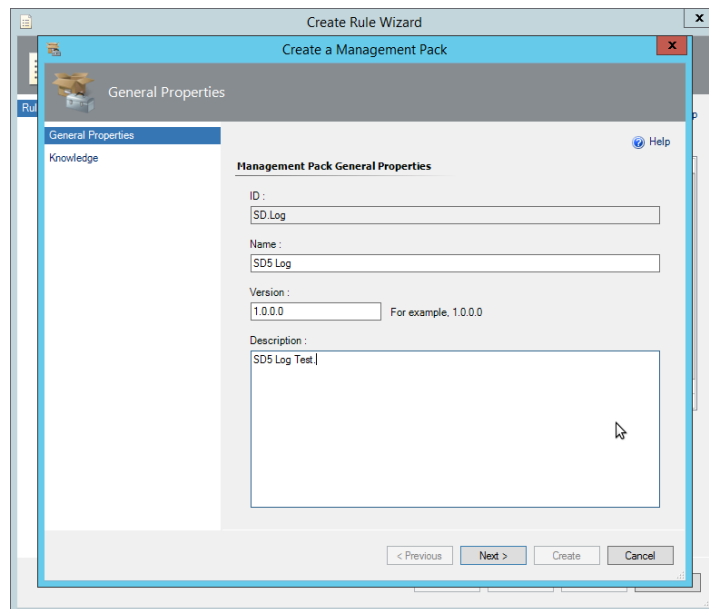 Create Rule Wizard
x
Create a Management Pack
x
General Properties
Rul
General Properties
Knowledge
Help
p
Management Pack General Properties
ID :
SD.Log
Name :
SD5 Log
Version :
1.0.0.0
For example, 1.0.0.0
Description :
SD5 Log Test.
< Previous
Next >
Create
Cancel